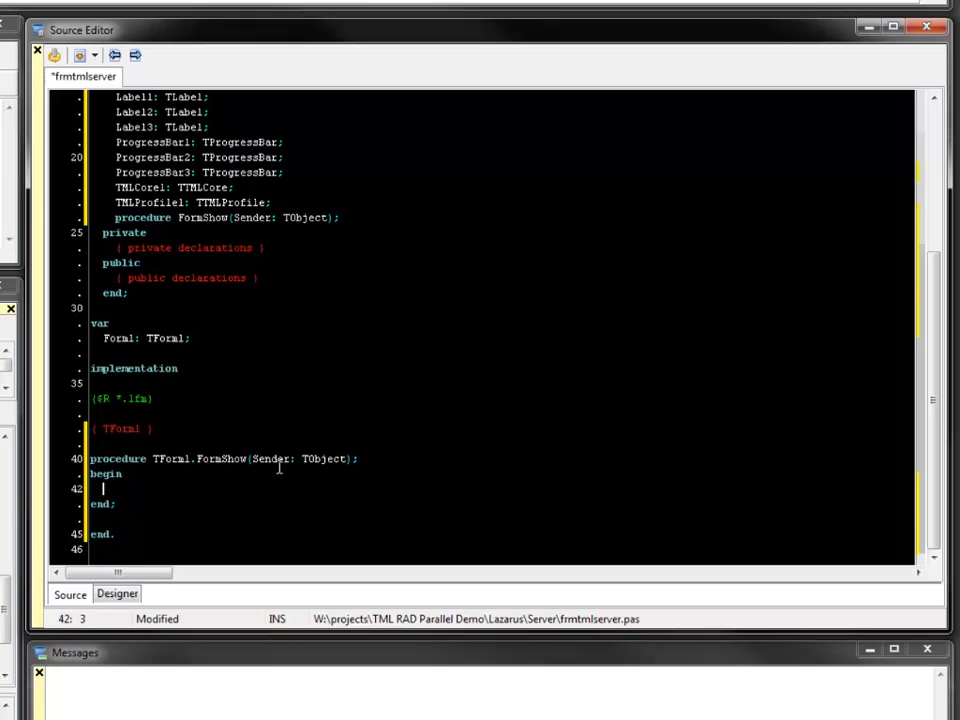 Source Editor
*frmtmlserver
. Label1: TLabel;
. Label2: TLabel;
. Label3: TLabel;
. ProgressBar1: TProgressBar;
20 ProgressBar2: TProgressBar;
. ProgressBar3: TProgressBar;
. TMLCore1: TTMLCore;
. TMLProfile1: TTMLProfile;
. procedure FormShow(Sender: TObject);
25 private
. { private declarations }
. public
. { public declarations }
. end;
30
. var
. Form1: TForm1;
.
. implementation
35
. {$R *.lfm}
.
. { TForm1 }
.
40 procedure TForm1.FormShow(Sender: TObject);
. begin
42
. end;
.
45 end.
46
Source Designer
42: 3 Modified INS W:\projects\TML RAD Parallel Demo\Lazarus\Server\frmtmlserver.pas
Messages